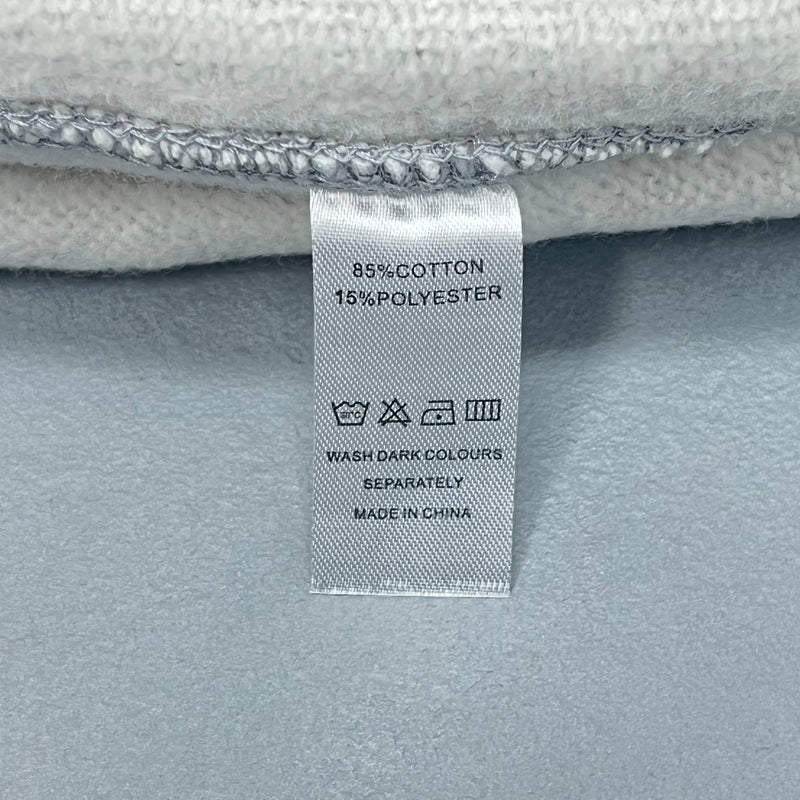 85%COTTON
15%POLYESTER
WASH DARK COLOURS
SEPARATELY
MADE IN CHINA